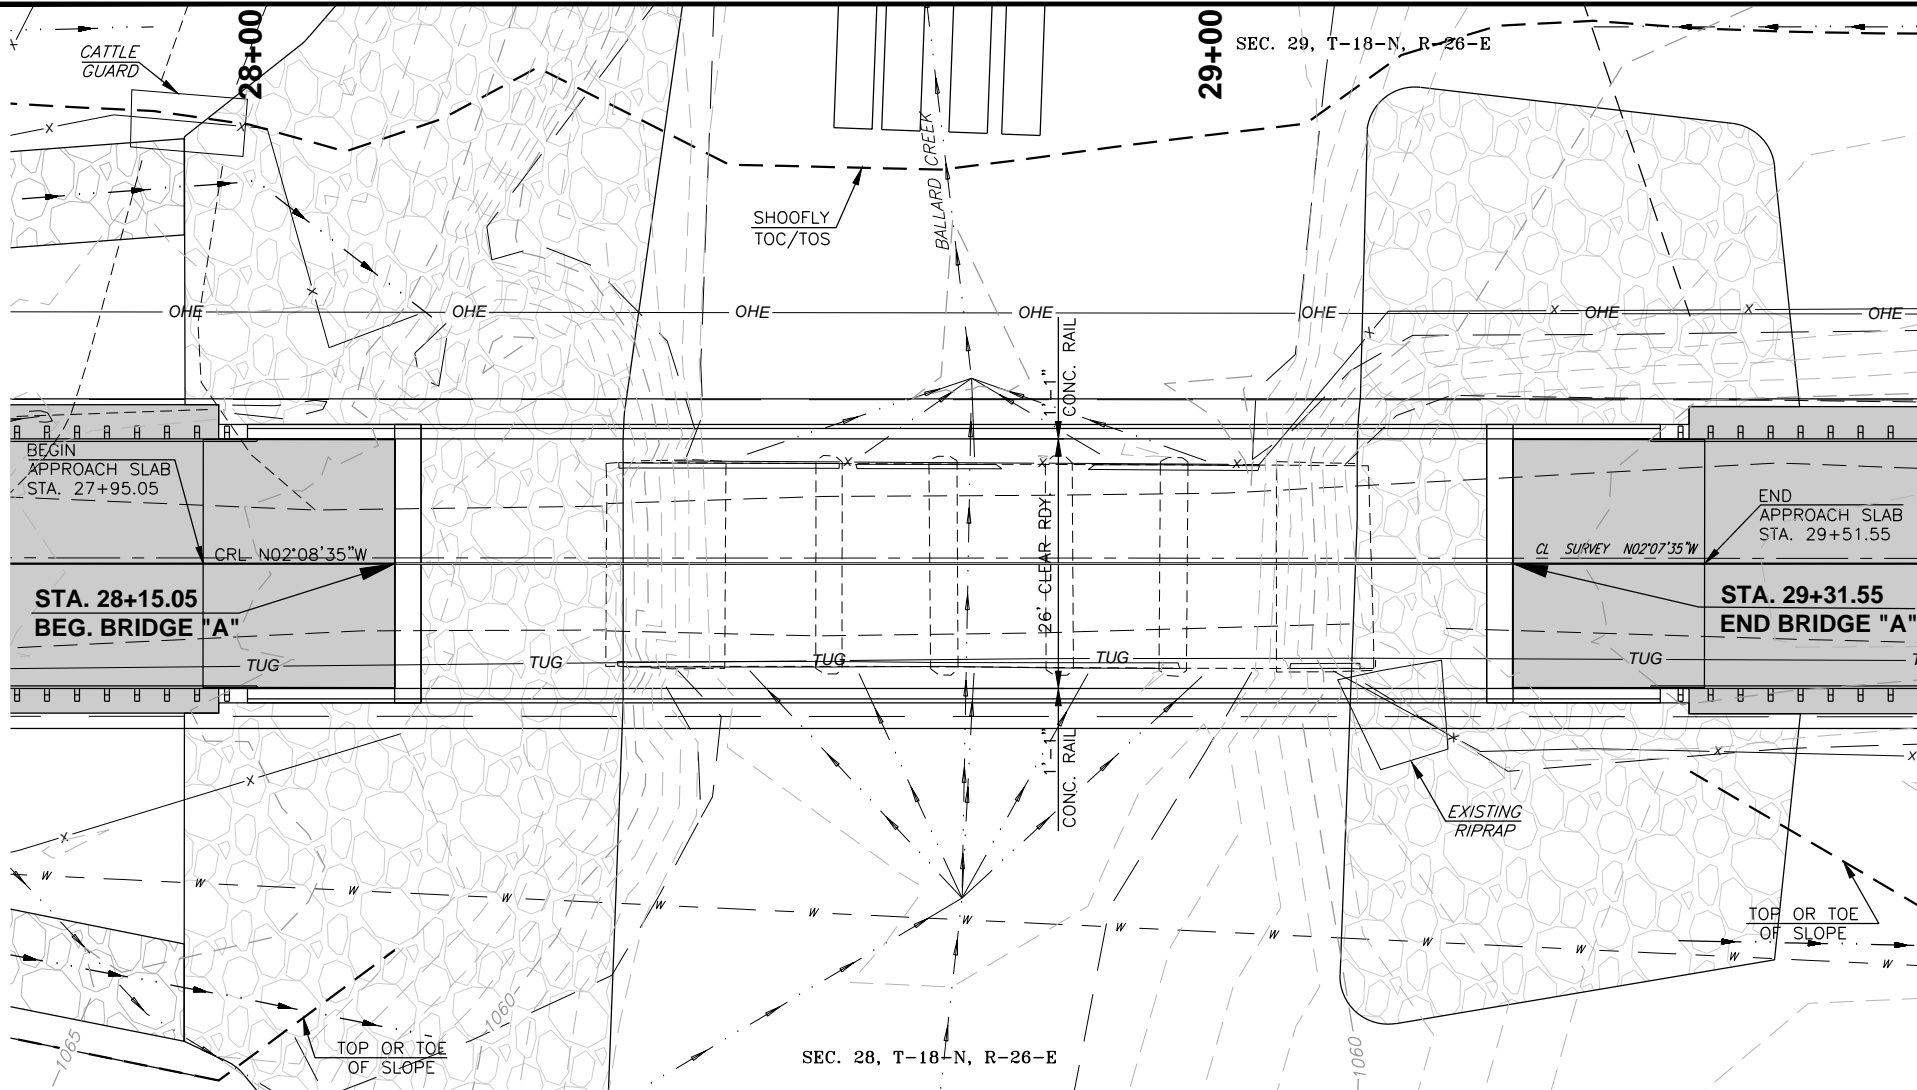 28+00
29+00
SEC. 29, T-18-N, R-26-E
CATTLE
GUARD
X
X
BALLARD CREEK
SHOOFLY
TOC/TOS
X
OHE
OHE
OHE
OHE
OHE
X
OHE
X
OHE
X
1'-1"
CONC. RAIL
BEGIN
APPROACH SLAB
STA. 27+95.05
X
X
X
END
APPROACH SLAB
STA. 29+51.55
26' CLEAR RDY.
CRL N02°08'35"W
CL SURVEY N02°07'35"W
STA. 28+15.05
BEG. BRIDGE "A"
STA. 29+31.55
END BRIDGE "A"
TUG
TUG
TUG
TUG
TUG
1'-1"
CONC. RAIL
X
X
X
X
EXISTING
RIPRAP
W
W
W
W
W
W
W
W
W
W
W
W
W
TOP OR TOE
OF SLOPE
1065
1060
1060
TOP OR TOE
OF SLOPE
SEC. 28, T-18-N, R-26-E